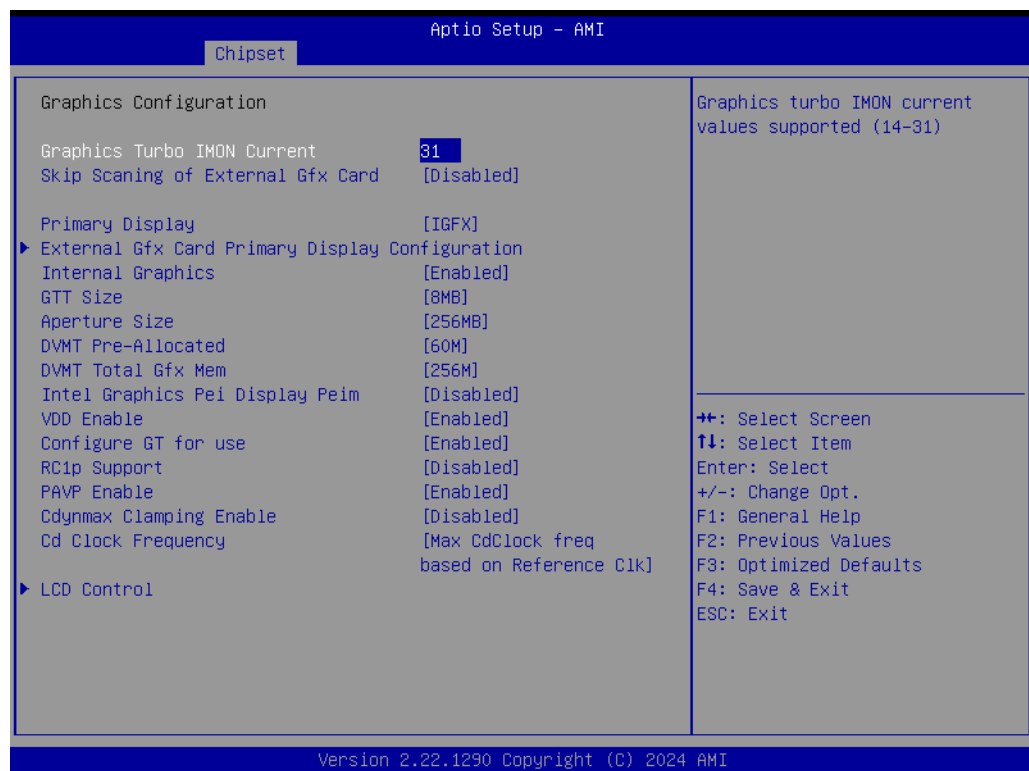 Aptio Setup – AMI
Chipset
Graphics Configuration
Graphics Turbo IMON Current 31
Skip Scaning of External Gfx Card [Disabled]
Primary Display [IGFX]
External Gfx Card Primary Display Configuration
Internal Graphics [Enabled]
GTT Size [8MB]
Aperture Size [256MB]
DVMT Pre-Allocated [60M]
DVMT Total Gfx Mem [256M]
Intel Graphics Pei Display Peim [Disabled]
VDD Enable [Enabled]
Configure GT for use [Enabled]
RC1p Support [Disabled]
PAVP Enable [Enabled]
Cdynmax Clamping Enable [Disabled]
Cd Clock Frequency [Max CdClock freq
based on Reference Clk]
LCD Control
Graphics turbo IMON current
values supported (14-31)
→←: Select Screen
↑↓: Select Item
Enter: Select
+/-: Change Opt.
F1: General Help
F2: Previous Values
F3: Optimized Defaults
F4: Save & Exit
ESC: Exit
Version 2.22.1290 Copyright (C) 2024 AMI